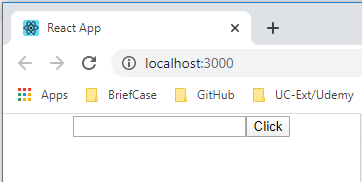 React App
localhost:3000
Apps BriefCase GitHub UC-Ext/Udemy
Click